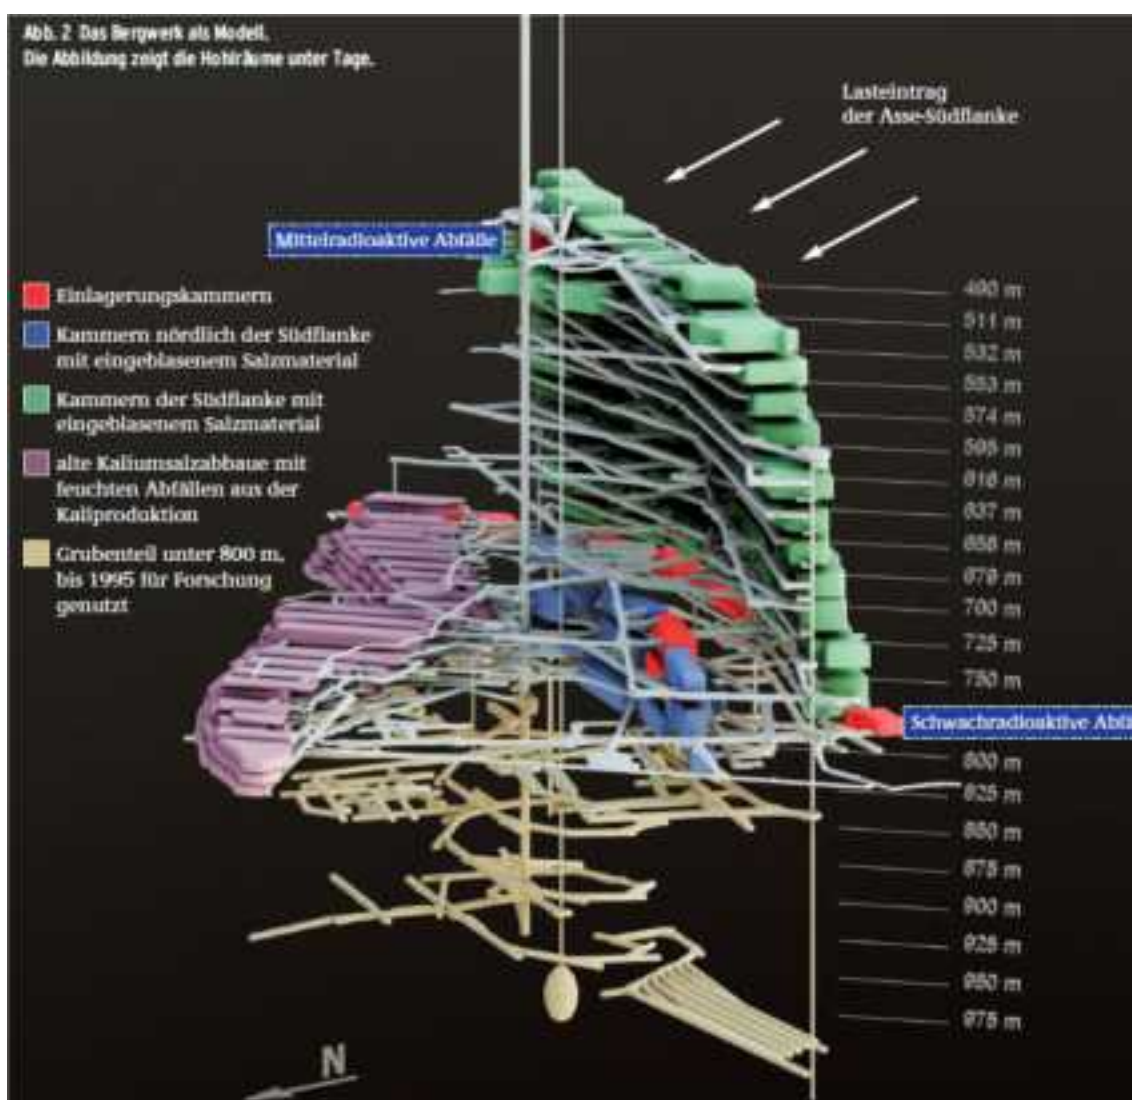 Abb. 2 Das Bergwerk als Modell.
Die Abbildung zeigt die Hohlräume unter Tage.
Lasteintrag
der Asse-Südflanke
Mittelradioaktive Abfälle
Einlagerungskammern
Kammern nördlich der Südflanke
mit eingeblasenem Salzmaterial
Kammern der Südflanke mit
eingeblasenem Salzmaterial
alte Kaliumsalzabbaue mit
feuchten Abfällen aus der
Kaliproduktion
Grubenteil unter 800 m,
bis 1995 für Forschung
genutzt
490 m
511 m
532 m
553 m
574 m
595 m
616 m
637 m
658 m
679 m
700 m
725 m
750 m
Schwachradioaktive
800 m
825 m
850 m
875 m
900 m
925 m
950 m
975 m
N